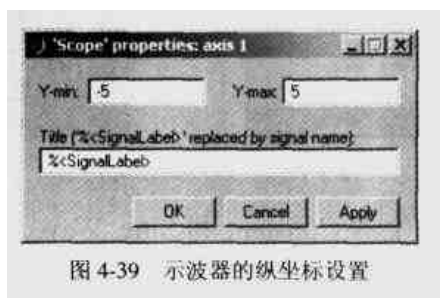 'Scope' properties: axis 1
Y-min: -5 Y-max: 5
Title ('%<SignalLabel>' replaced by signal name):
%<SignalLabel>
OK Cancel Apply
图 4-39 示波器的纵坐标设置